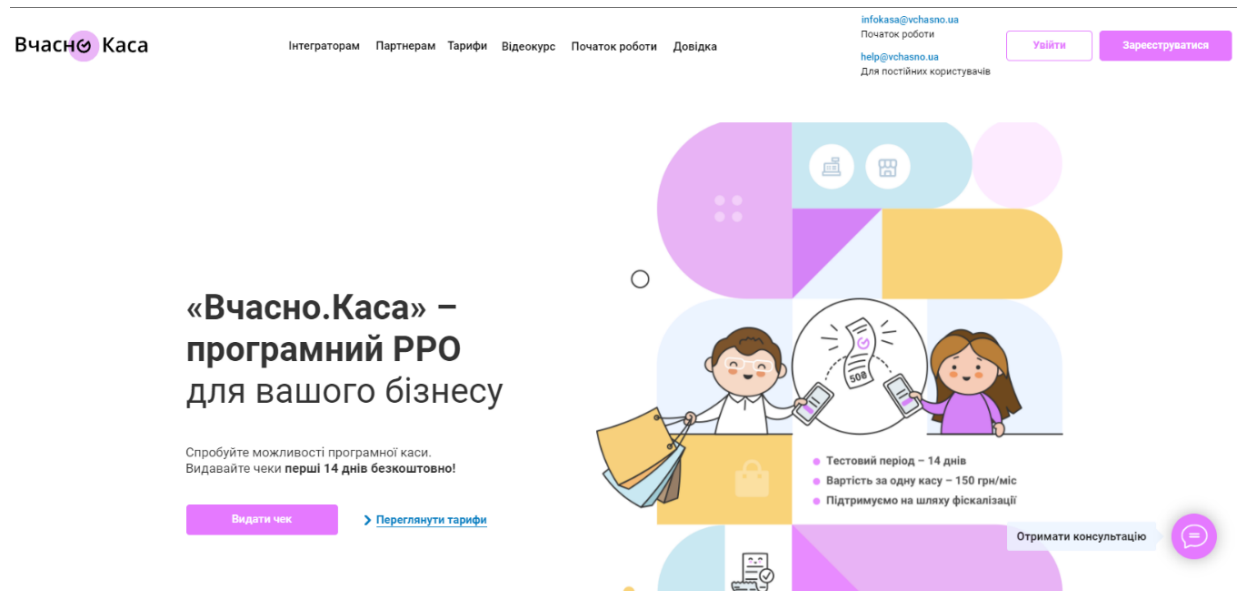 Вчасно Каса
Інтеграторам Партнерам Тарифи Відеокурс Початок роботи Довідка
infokasa@vchasno.ua
Початок роботи
help@vchasno.ua
Для постійних користувачів
Увійти
Зареєструватися
«Вчасно.Каса» –
програмний РРО
для вашого бізнесу
Спробуйте можливості програмної каси.
Видавайте чеки перші 14 днів безкоштовно!
Видати чек
Переглянути тарифи
508
Тестовий період – 14 днів
Вартість за одну касу – 150 грн/міс
Підтримуємо на шляху фіскалізації
Отримати консультацію